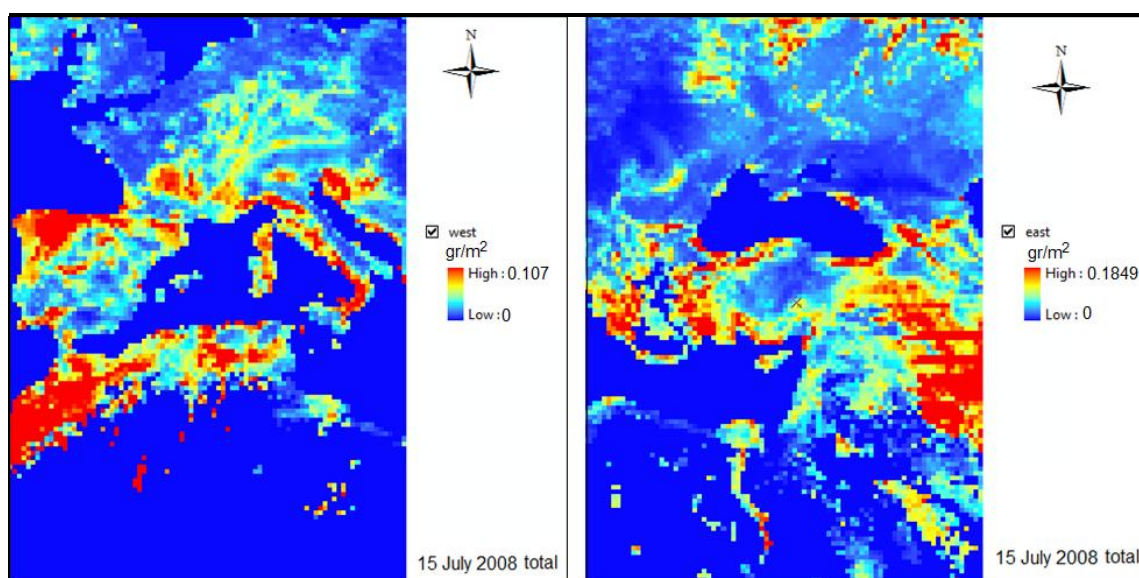 N
west
gr/m²
High : 0.107
Low : 0
15 July 2008 total
N
east
gr/m²
High : 0.1849
Low : 0
15 July 2008 total